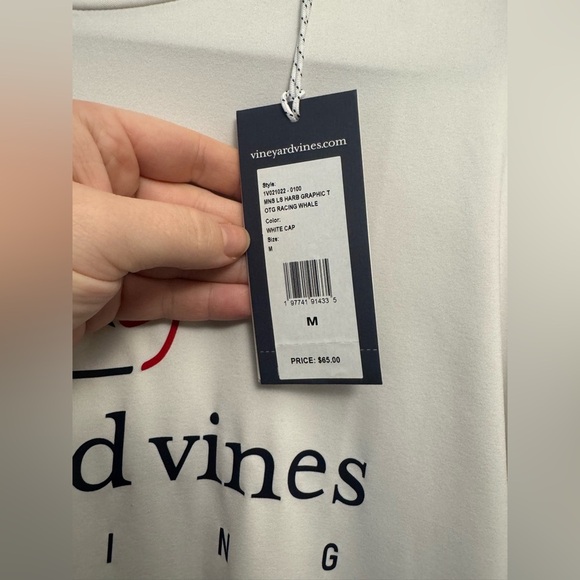 vineyardvines.com
Style:
1V021022 - 0100
MNS LS HARB GRAPHIC T
OTG RACING WHALE
Color:
WHITE CAP
Size:
M
1 97741 91433 5
M
PRICE: $65.00
d vines
I N G